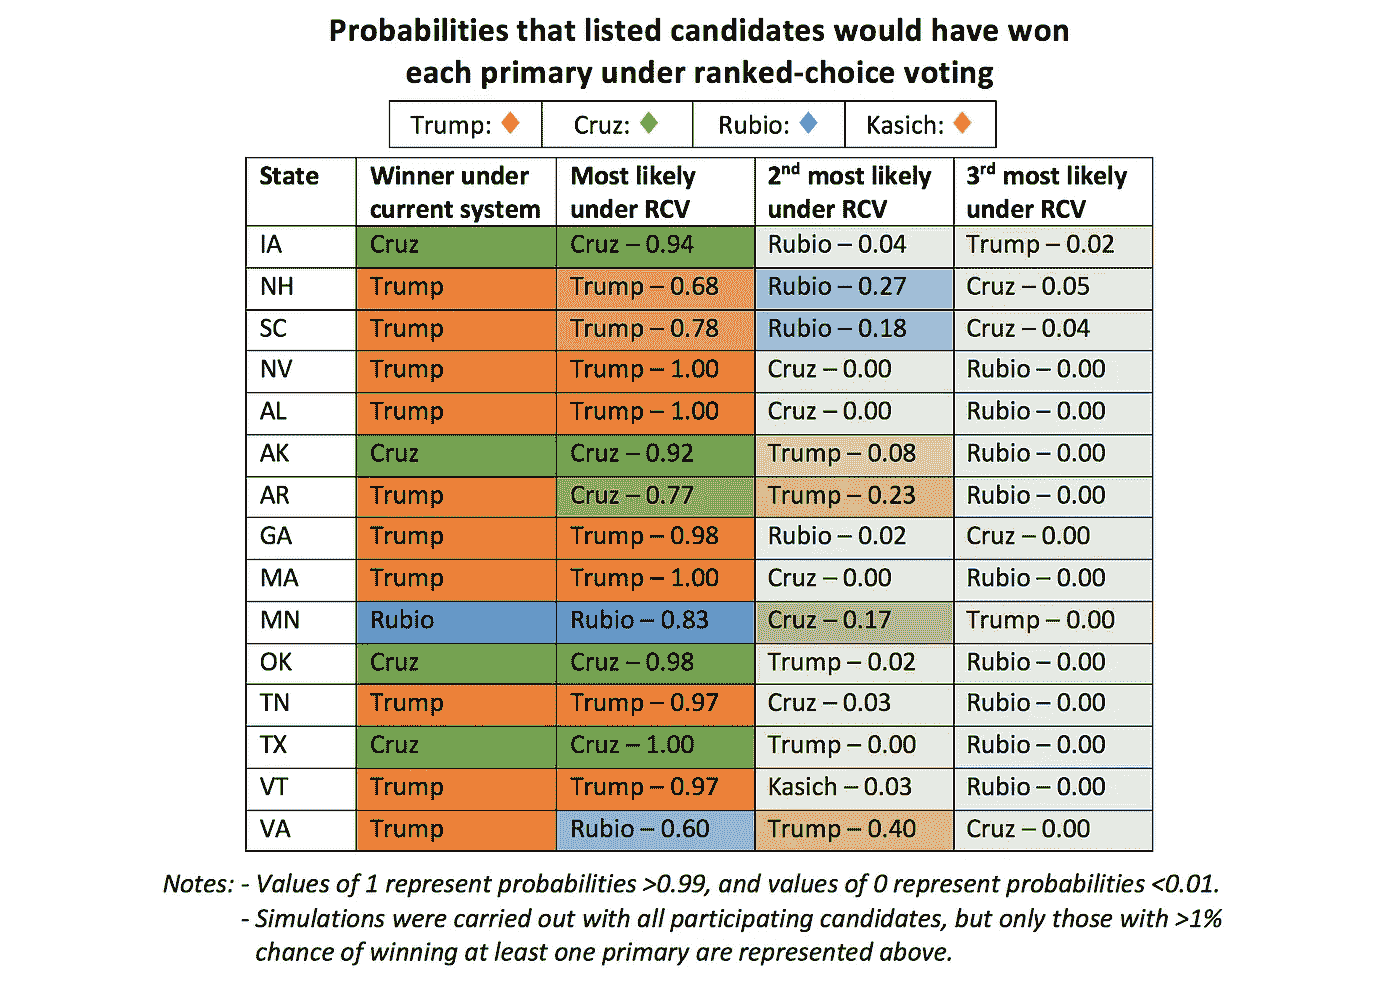 Probabilities that listed candidates would have won
each primary under ranked-choice voting
Trump: Cruz: Rubio: Kasich:
State Winner under current system Most likely under RCV 2nd most likely under RCV 3rd most likely under RCV
IA Cruz Cruz – 0.94 Rubio – 0.04 Trump – 0.02
NH Trump Trump – 0.68 Rubio – 0.27 Cruz – 0.05
SC Trump Trump – 0.78 Rubio – 0.18 Cruz – 0.04
NV Trump Trump – 1.00 Cruz – 0.00 Rubio – 0.00
AL Trump Trump – 1.00 Cruz – 0.00 Rubio – 0.00
AK Cruz Cruz – 0.92 Trump – 0.08 Rubio – 0.00
AR Trump Cruz – 0.77 Trump – 0.23 Rubio – 0.00
GA Trump Trump – 0.98 Rubio – 0.02 Cruz – 0.00
MA Trump Trump – 1.00 Cruz – 0.00 Rubio – 0.00
MN Rubio Rubio – 0.83 Cruz – 0.17 Trump – 0.00
OK Cruz Cruz – 0.98 Trump – 0.02 Rubio – 0.00
TN Trump Trump – 0.97 Cruz – 0.03 Rubio – 0.00
TX Cruz Cruz – 1.00 Trump – 0.00 Rubio – 0.00
VT Trump Trump – 0.97 Kasich – 0.03 Rubio – 0.00
VA Trump Rubio – 0.60 Trump – 0.40 Cruz – 0.00
Notes: - Values of 1 represent probabilities >0.99, and values of 0 represent probabilities <0.01.
- Simulations were carried out with all participating candidates, but only those with >1%
chance of winning at least one primary are represented above.